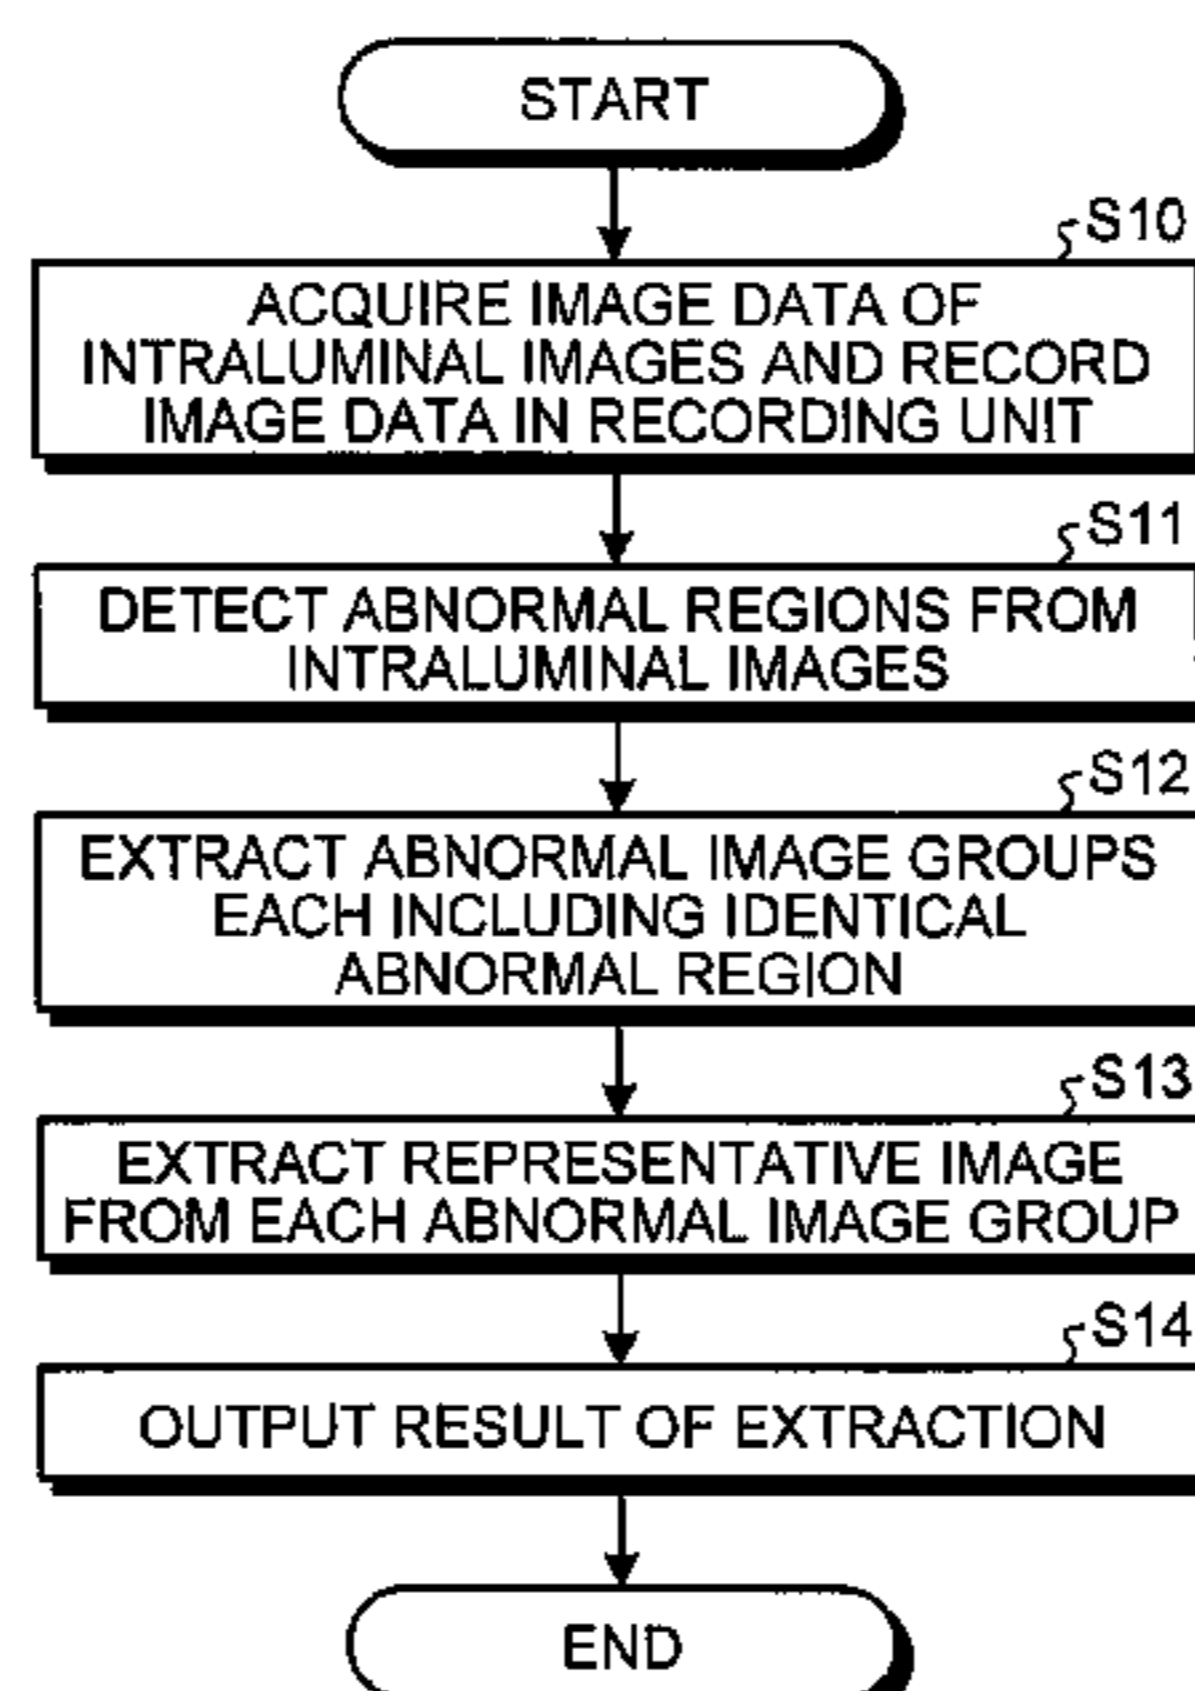 START
S10
ACQUIRE IMAGE DATA OF
INTRALUMINAL IMAGES AND RECORD
IMAGE DATA IN RECORDING UNIT
S11
DETECT ABNORMAL REGIONS FROM
INTRALUMINAL IMAGES
S12
EXTRACT ABNORMAL IMAGE GROUPS
EACH INCLUDING IDENTICAL
ABNORMAL REGION
S13
EXTRACT REPRESENTATIVE IMAGE
FROM EACH ABNORMAL IMAGE GROUP
S14
OUTPUT RESULT OF EXTRACTION
END